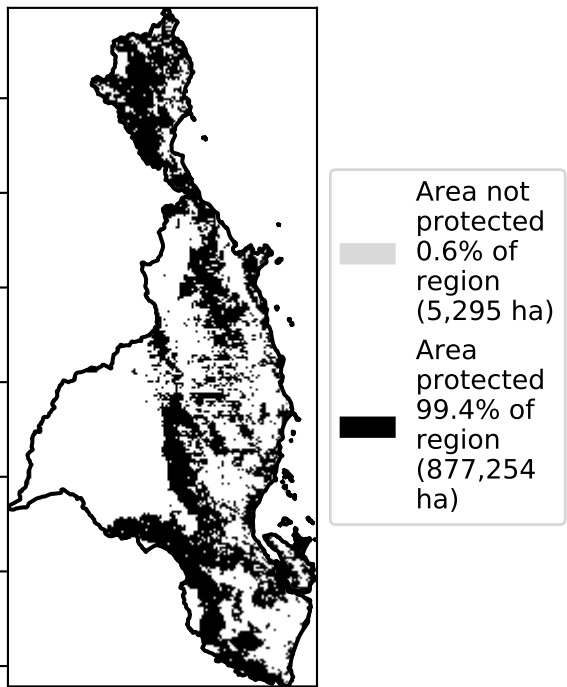 Area not
protected
0.6% of
region
(5,295 ha)
Area
protected
99.4% of
region
(877,254
ha)